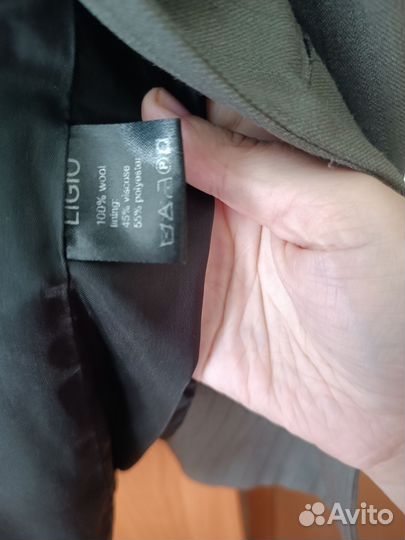 LIGIO
100% wool
lining:
45% viscose
55% polyester
P
Avito